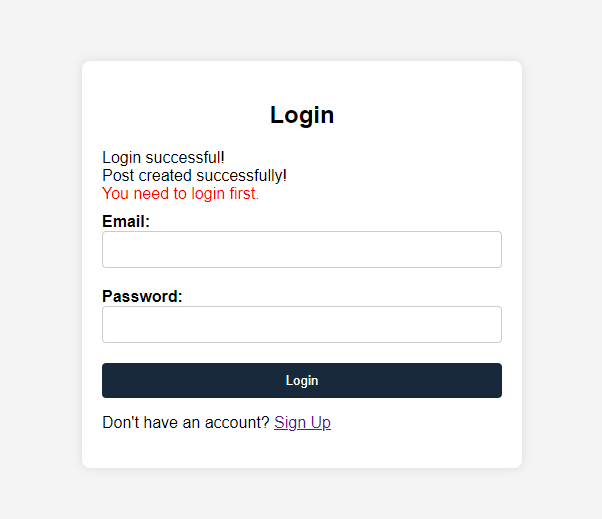 Login
Login successful!
Post created successfully!
You need to login first.
Email:
Password:
Login
Don't have an account? Sign Up